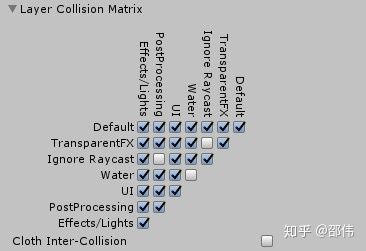 Layer Collision Matrix
Default
TransparentFX
Ignore Raycast
Water
UI
PostProcessing
Effects/Lights
Default
TransparentFX
Ignore Raycast
Water
UI
PostProcessing
Effects/Lights
Cloth Inter-Collision
知乎 @邵伟